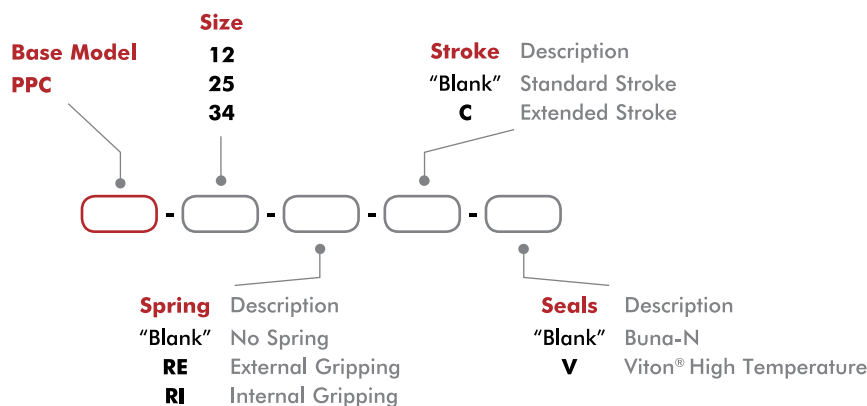 Size
Base Model 12 Stroke Description
PPC 25 "Blank" Standard Stroke
34 C Extended Stroke
- - - -
Spring Description Seals Description
"Blank" No Spring "Blank" Buna-N
RE External Gripping V Viton® High Temperature
RI Internal Gripping